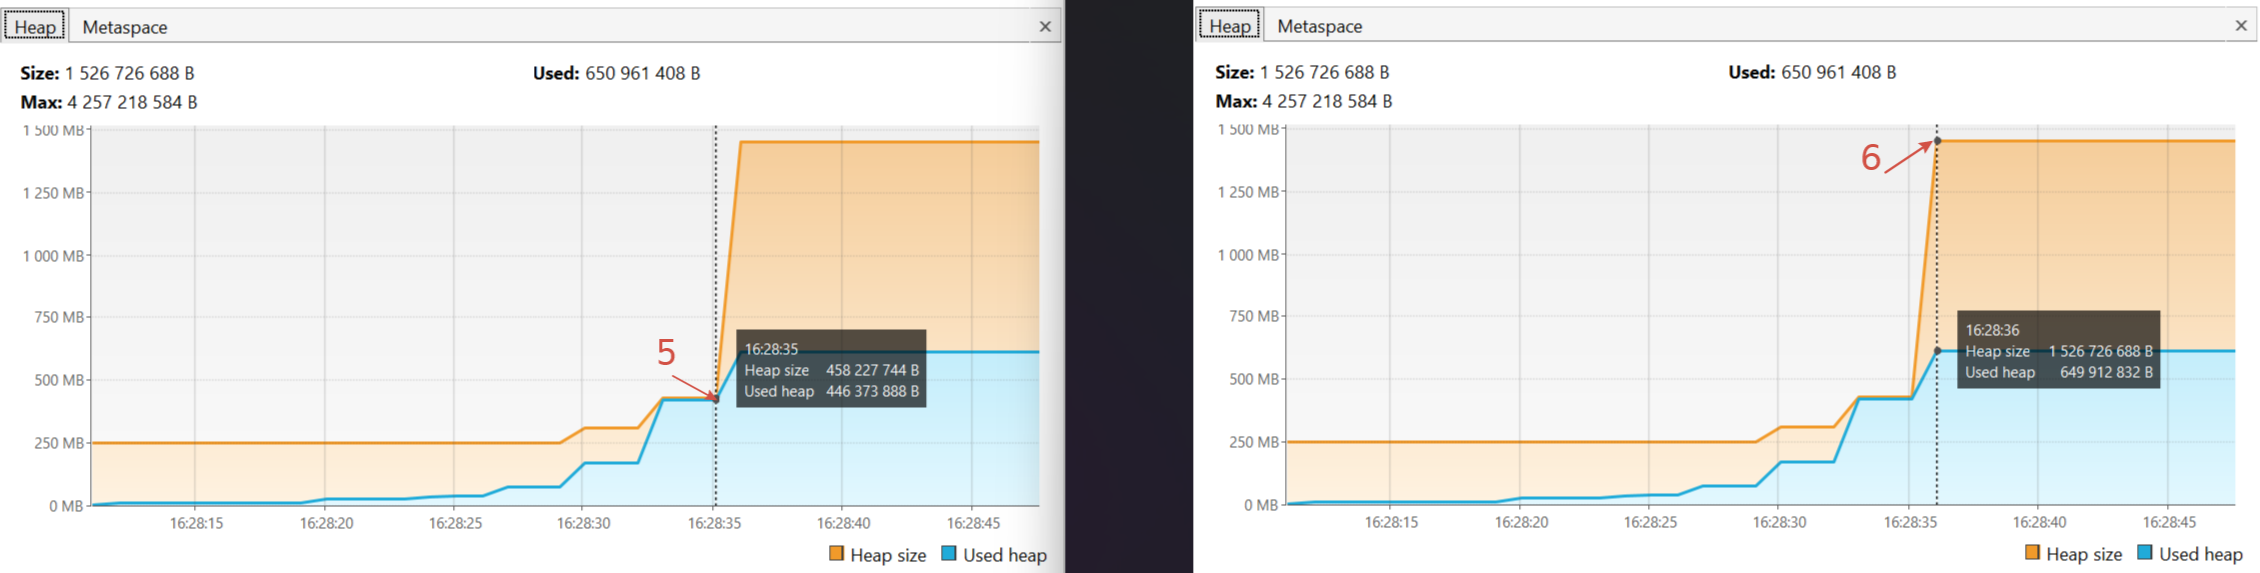 Heap Metaspace ×
Size: 1 526 726 688 B Used: 650 961 408 B
Max: 4 257 218 584 B
1 500 MB
1 250 MB
1 000 MB
750 MB
500 MB
250 MB
0 MB
5
16:28:35
Heap size 458 227 744 B
Used heap 446 373 888 B
16:28:15 16:28:20 16:28:25 16:28:30 16:28:35 16:28:40 16:28:45
Heap size Used heap
Heap Metaspace ×
Size: 1 526 726 688 B Used: 650 961 408 B
Max: 4 257 218 584 B
1 500 MB
1 250 MB
1 000 MB
750 MB
500 MB
250 MB
0 MB
6
16:28:36
Heap size 1 526 726 688 B
Used heap 649 912 832 B
16:28:15 16:28:20 16:28:25 16:28:30 16:28:35 16:28:40 16:28:45
Heap size Used heap